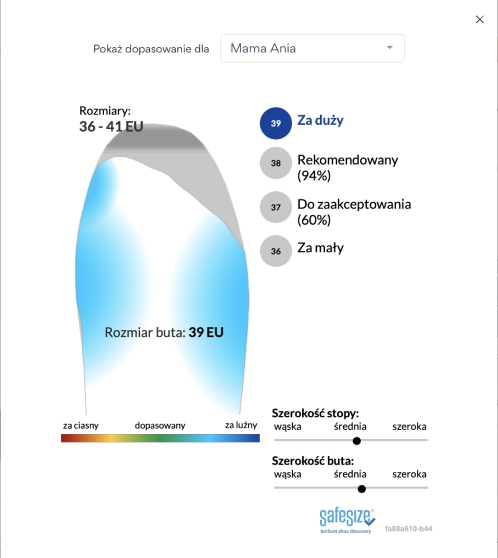 Pokaż dopasowanie dla
Mama Ania
Rozmiary:
36 - 41 EU
39 Za duży
38 Rekomendowany
(94%)
37 Do zaakceptowania
(60%)
36 Za mały
Rozmiar buta: 39 EU
za ciasny dopasowany za luźny
Szerokość stopy:
wąska średnia szeroka
Szerokość buta:
wąska średnia szeroka
safesize®
brilliant shoe discovery
fa88a610-b44